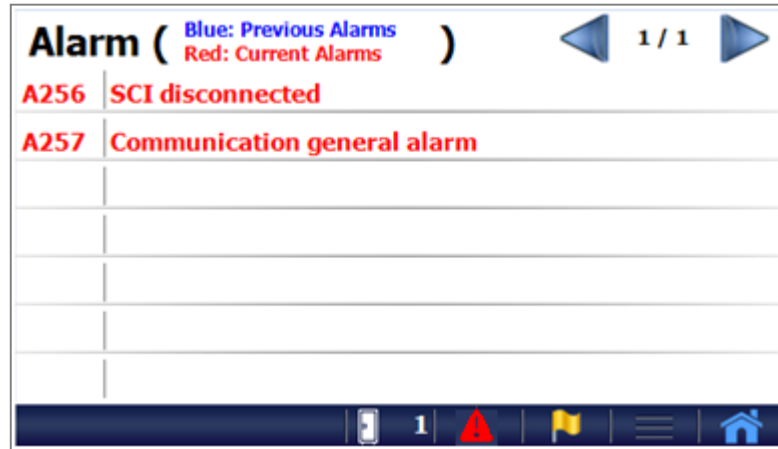 Alarm ( Blue: Previous Alarms
Red: Current Alarms )
1 / 1
A256 SCI disconnected
A257 Communication general alarm
1